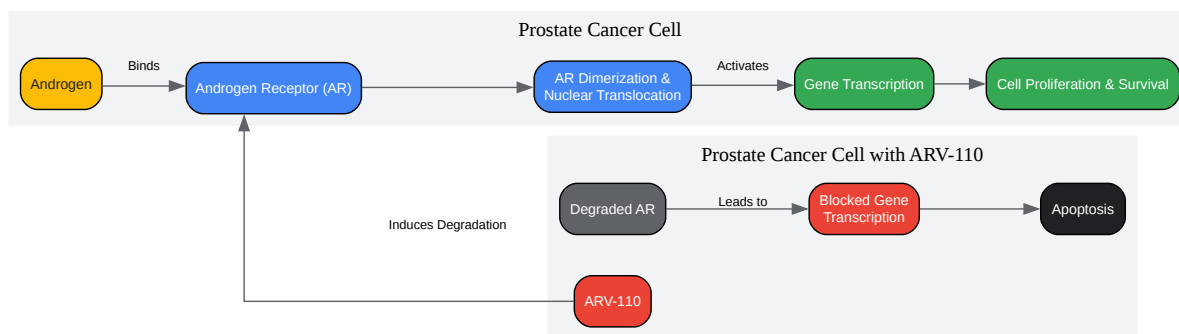 Prostate Cancer Cell
Androgen
Binds
Androgen Receptor (AR)
AR Dimerization &
Nuclear Translocation
Activates
Gene Transcription
Cell Proliferation & Survival
Prostate Cancer Cell with ARV-110
Degraded AR
Leads to
Blocked Gene
Transcription
Apoptosis
Induces Degradation
ARV-110